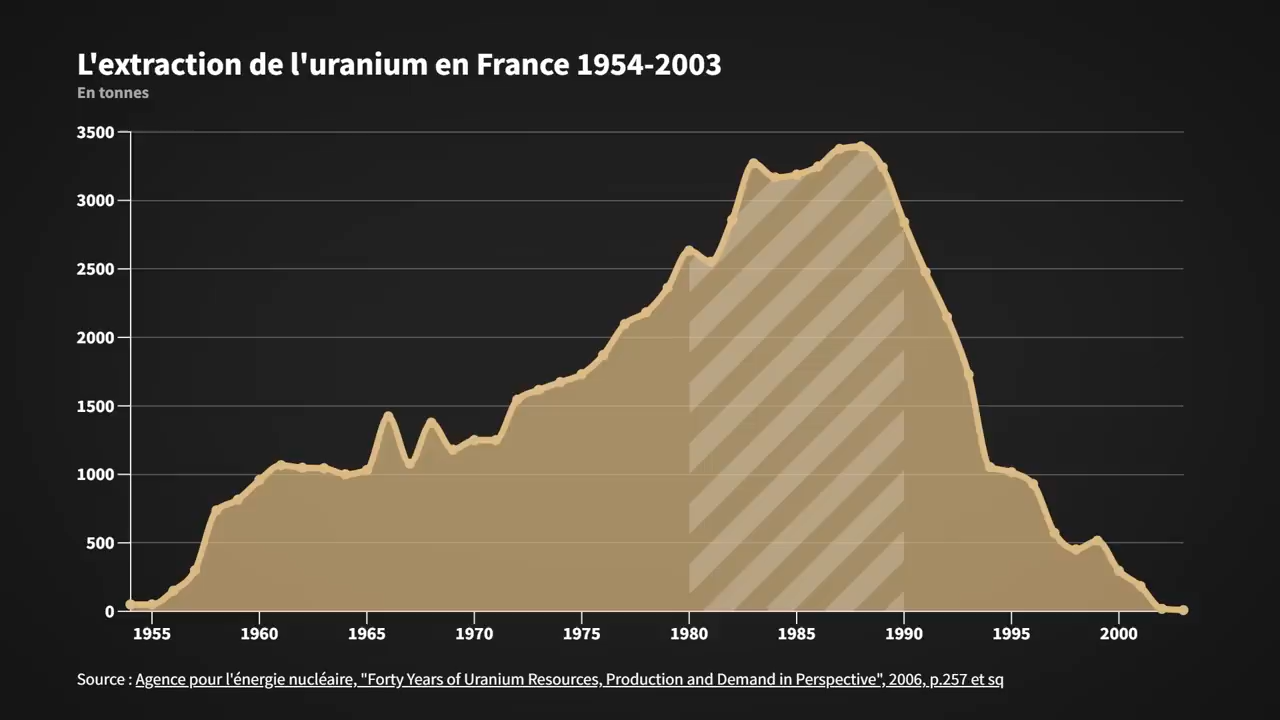 L'extraction de l'uranium en France 1954-2003
En tonnes
3500
3000
2500
2000
1500
1000
500
0
1955 1960 1965 1970 1975 1980 1985 1990 1995 2000
Source : Agence pour l'énergie nucléaire, "Forty Years of Uranium Resources, Production and Demand in Perspective", 2006, p.257 et sq